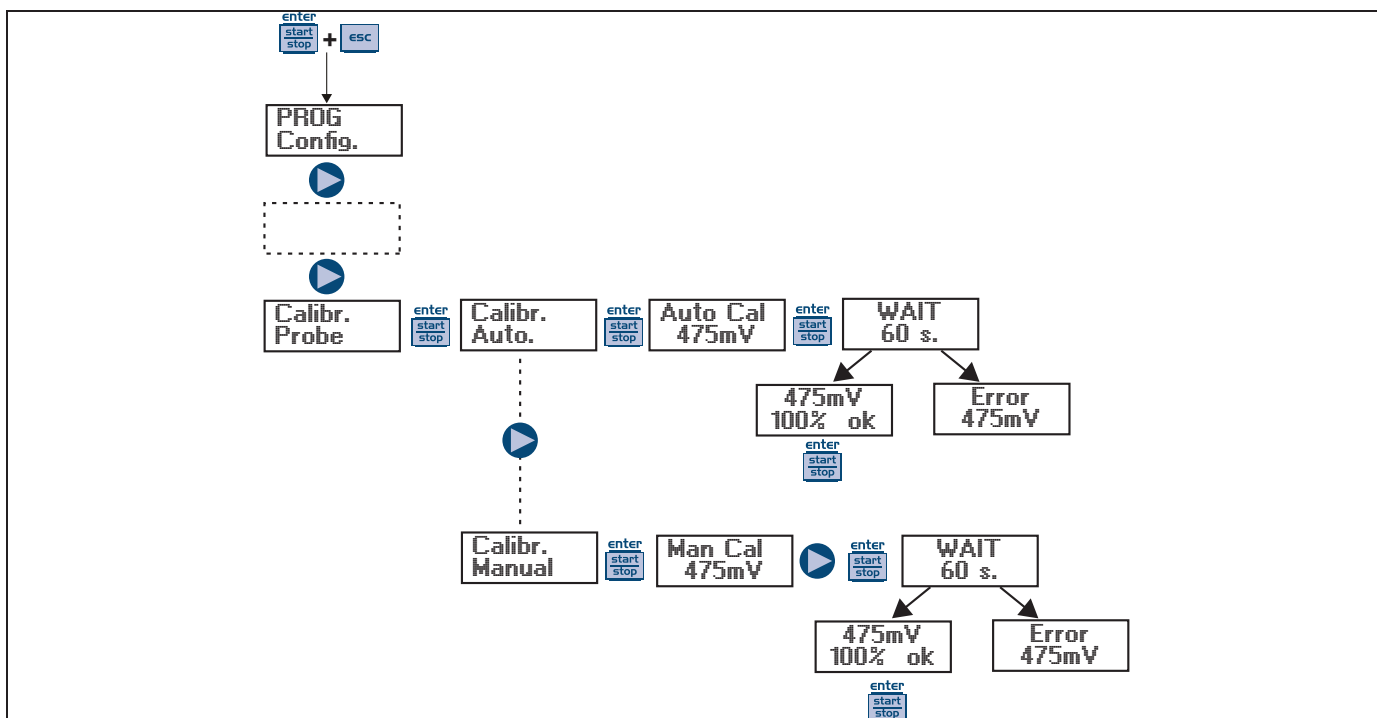 enter
start
stop
+
esc
PROG
Config.
Calibr.
Probe
enter
start
stop
Calibr.
Auto.
enter
start
stop
Auto Cal
475mV
enter
start
stop
WAIT
60 s.
475mV
100% ok
enter
start
stop
Error
475mV
Calibr.
Manual
enter
start
stop
Man Cal
475mV
enter
start
stop
WAIT
60 s.
475mV
100% ok
enter
start
stop
Error
475mV